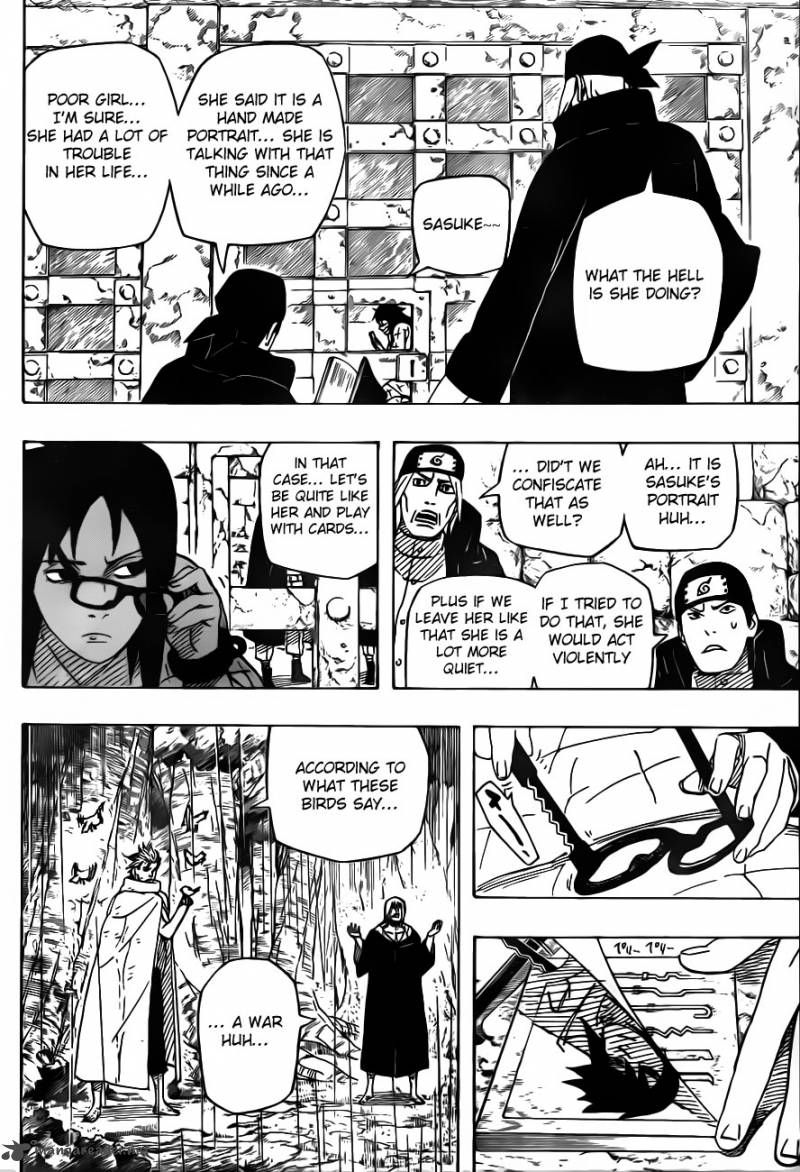 WHAT THE HELL
IS SHE DOING?
SASUKE~~
SHE SAID IT IS A
HAND MADE
PORTRAIT... SHE IS
TALKING WITH THAT
THING SINCE A
WHILE AGO...
POOR GIRL...
I'M SURE...
SHE HAD A LOT OF
TROUBLE
IN HER LIFE...
AH... IT IS
SASUKE'S
PORTRAIT
HUH...
... DIDN'T WE
CONFISCATE
THAT AS
WELL?
IF I TRIED TO
DO THAT, SHE
WOULD ACT
VIOLENTLY
PLUS IF WE
LEAVE HER LIKE
THAT SHE IS A
LOT MORE
QUIET...
IN THAT
CASE... LET'S
BE QUITE LIKE
HER AND PLAY
WITH CARDS...
ACCORDING TO
WHAT THESE
BIRDS SAY...
... A WAR
HUH...